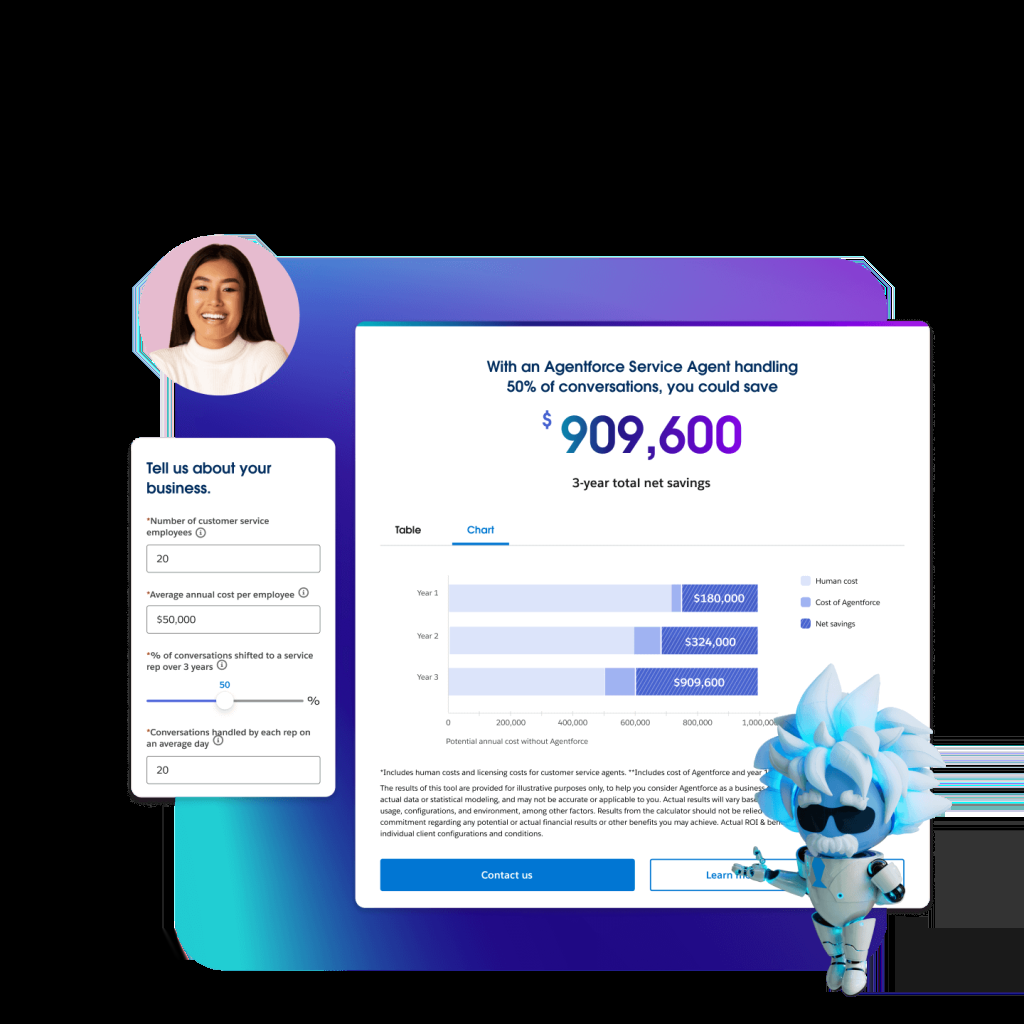 Tell us about your
business.
*Number of customer service
employees
20
*Average annual cost per employee
$50,000
*% of conversations shifted to a service
rep over 3 years
50
%
*Conversations handled by each rep on
an average day
20
With an Agentforce Service Agent handling
50% of conversations, you could save
$909,600
3-year total net savings
Table Chart
Year 1 $180,000
Year 2 $324,000
Year 3 $909,600
0 200,000 400,000 600,000 800,000 1,000,000
Potential annual cost without Agentforce
Human cost
Cost of Agentforce
Net savings
*Includes human costs and licensing costs for customer service agents. **Includes cost of Agentforce and year 1
The results of this tool are provided for illustrative purposes only, to help you consider Agentforce as a business
actual data or statistical modeling, and may not be accurate or applicable to you. Actual results will vary
usage, configurations, and environment, among other factors. Results from the calculator should not be relied
commitment regarding any potential or actual financial results or other benefits you may achieve. Actual ROI &
individual client configurations and conditions.
Contact us
Learn